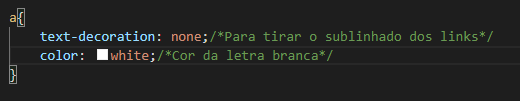 a{
text-decoration: none;/*Para tirar o sublinhado dos links*/
color: white;/*Cor da letra branca*/
}